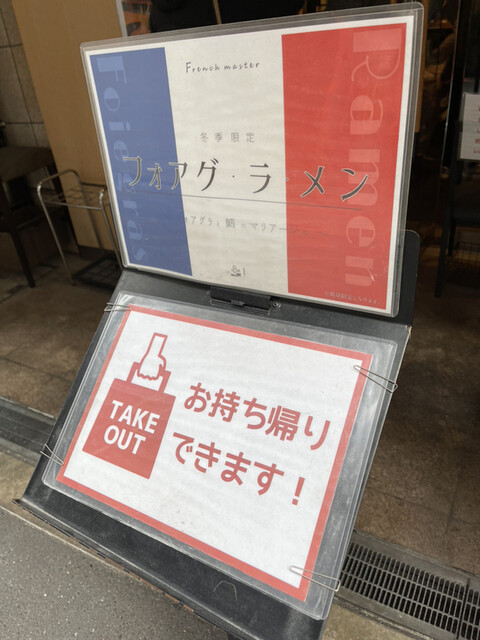 French master
Foiegras
Ramen
冬季限定
フォアグ・ラーメン
TAKE
OUT
お持ち帰り
できます！